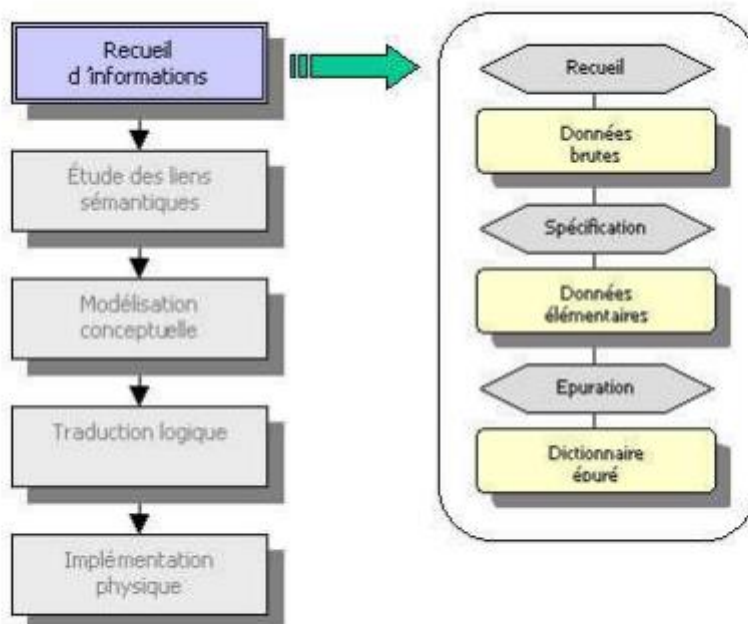 Recueil
d 'informations
Étude des liens
sémantiques
Modélisation
conceptuelle
Traduction logique
Implémentation
physique
Recueil
Données
brutes
Spécification
Données
élémentaires
Epuration
Dictionnaire
épuré